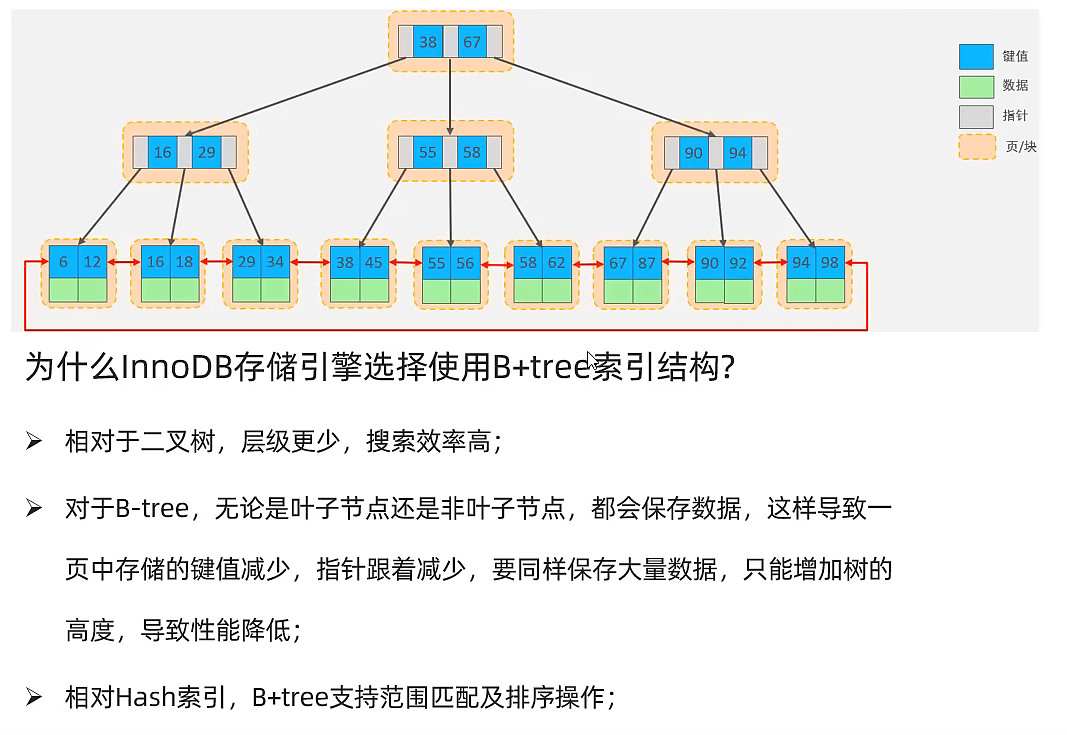 38 67
键值
数据
指针
页/块
16 29 55 58 90 94
6 12 16 18 29 34 38 45 55 56 58 62 67 87 90 92 94 98
为什么InnoDB存储引擎选择使用B+tree索引结构?
相对于二叉树，层级更少，搜索效率高；
对于B-tree，无论是叶子节点还是非叶子节点，都会保存数据，这样导致一
页中存储的键值减少，指针跟着减少，要同样保存大量数据，只能增加树的
高度，导致性能降低；
相对Hash索引，B+tree支持范围匹配及排序操作；